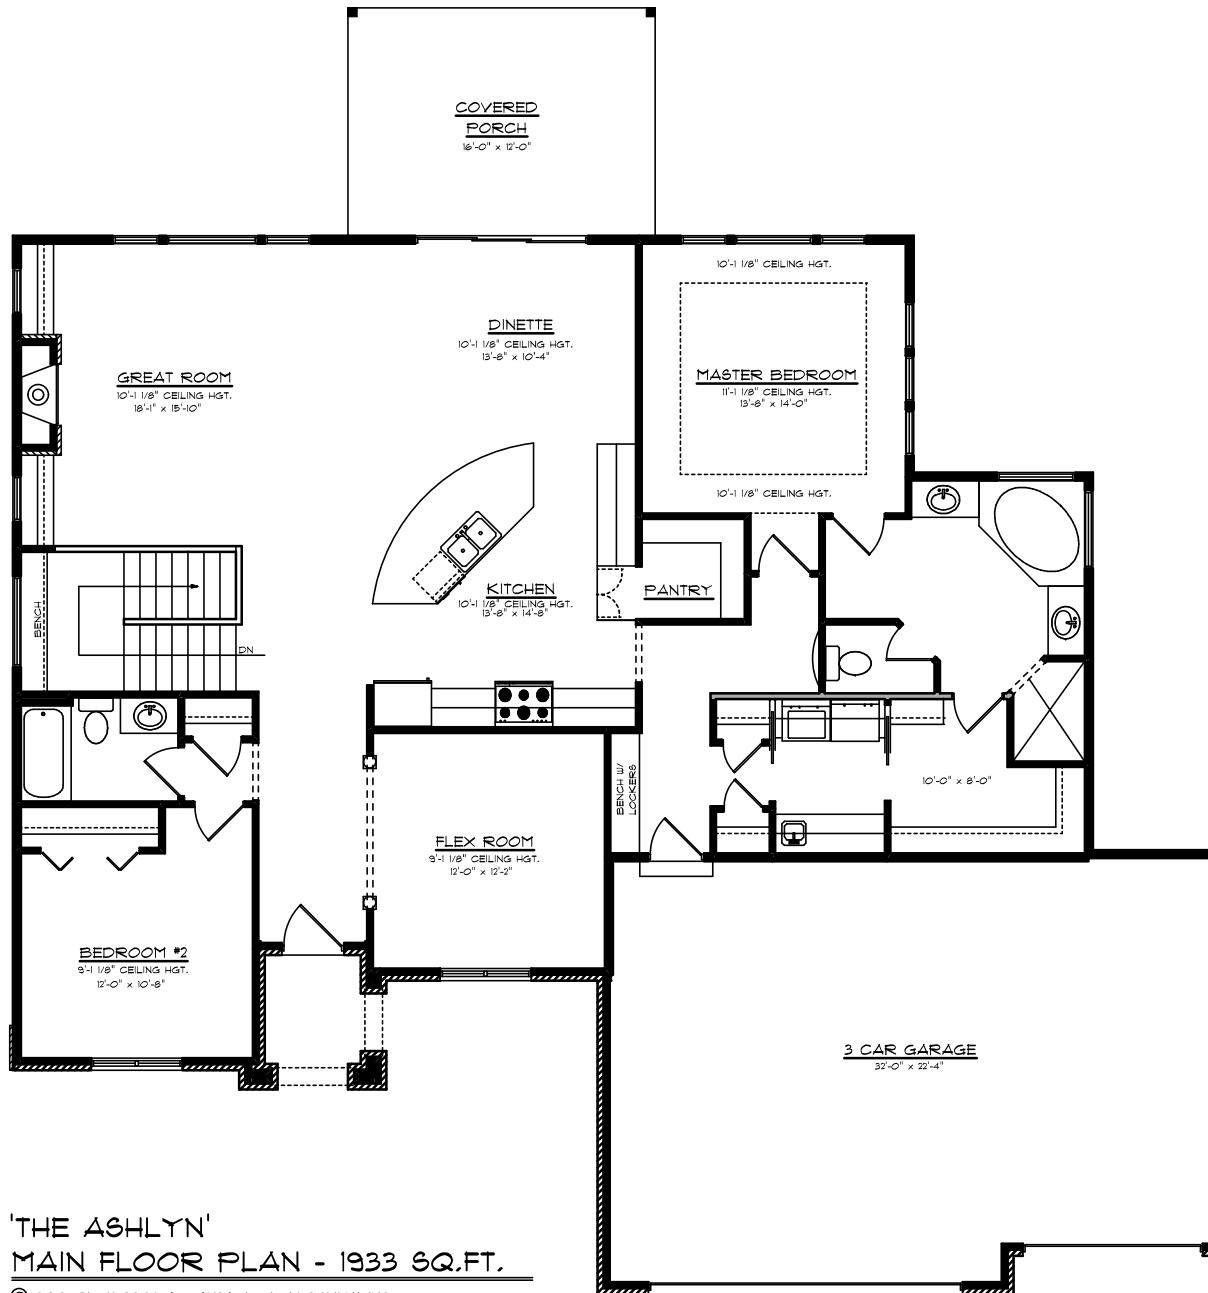 COVERED
PORCH
16'-0" x 12'-0"
10'-1 1/8" CEILING HGT.
DINETTE
10'-1 1/8" CEILING HGT.
13'-8" x 10'-4"
GREAT ROOM
10'-1 1/8" CEILING HGT.
18'-1" x 15'-10"
MASTER BEDROOM
11'-1 1/8" CEILING HGT.
13'-8" x 14'-0"
10'-1 1/8" CEILING HGT.
KITCHEN
10'-1 1/8" CEILING HGT.
13'-8" x 14'-8"
PANTRY
BENCH
DN
BENCH W/
LOCKERS
10'-0" x 8'-0"
FLEX ROOM
9'-1 1/8" CEILING HGT.
12'-0" x 12'-2"
BEDROOM #2
9'-1 1/8" CEILING HGT.
12'-0" x 10'-8"
3 CAR GARAGE
32'-0" x 22'-4"
'THE ASHLYN'
MAIN FLOOR PLAN - 1933 SQ.FT.